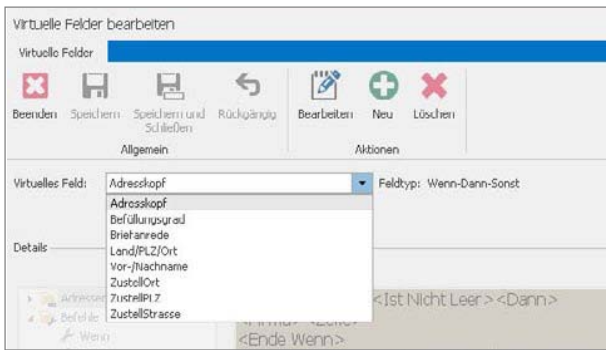 Virtuelle Felder bearbeiten
Virtuelle Felder
Beenden Speichern Speichern und Schließen Rückgängig Bearbeiten Neu Löschen
Allgemein Aktionen
Virtuelles Feld: Adresskopf Feldtyp: Wenn-Dann-Sonst
Adresskopf
Befüllungsgrad
Briefanrede
Land/PLZ/Ort
Details
Vor-/Nachname
ZustellOrt
ZustellPLZ <Ist Nicht Leer> <Dann>
ZustellStrasse
Befehle
Wenn <Ende Wenn>